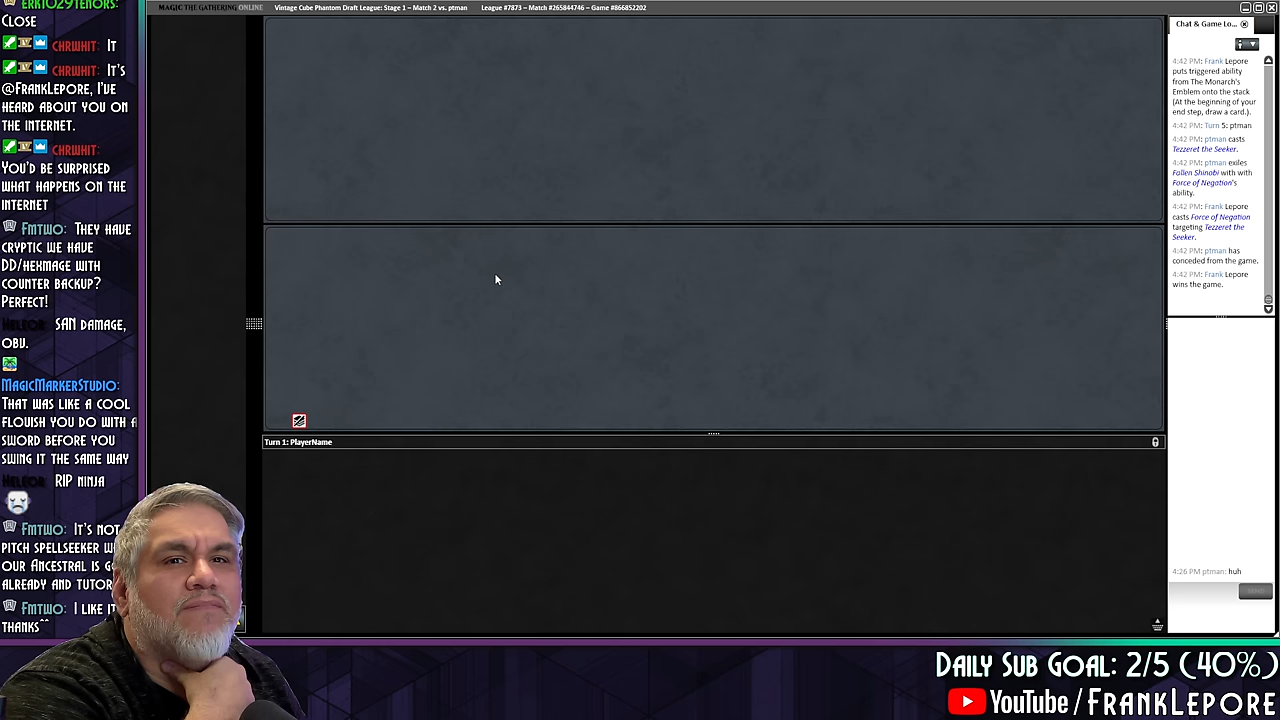 ERK1029TENORS:
CLOSE
CHRWHIT: IT
CHRWHIT: IT'S
@FRANKLEPORE, I'VE
HEARD ABOUT YOU ON
THE INTERNET.
CHRWHIT:
YOU'D BE SURPRISED
WHAT HAPPENS ON THE
INTERNET
FMTWO: THEY HAVE
CRYPTIC WE HAVE
DD/HEXMAGE WITH
COUNTER BACKUP?
PERFECT!
SAN DAMAGE,
OBV.
MAGICMARKERSTUDIO:
THAT WAS LIKE A COOL
FLOUISH YOU DO WITH A
SWORD BEFORE YOU
SWING IT THE SAME WAY
RIP NINJA
FMTWO: IT'S NOT
PITCH SPELLSEEKER
OUR ANCESTRAL IS
ALREADY AND TUTOR
FMTWO: I LIKE IT
THANKS^^
MAGIC THE GATHERING ONLINE
Vintage Cube Phantom Draft League: Stage 1 – Match 2 vs. ptman
League #7873 – Match #265844746 – Game #866852202
Turn 1: PlayerName
Chat & Game Lo...
4:42 PM: Frank Lepore
puts triggered ability
from The Monarch's
Emblem onto the stack
(At the beginning of your
end step, draw a card.).
4:42 PM: Turn 5: ptman
4:42 PM: ptman casts
Tezzeret the Seeker.
4:42 PM: ptman exiles
Fallen Shinobi with with
Force of Negation's
ability.
4:42 PM: Frank Lepore
casts Force of Negation
targeting Tezzeret the
Seeker.
4:42 PM: ptman has
conceded from the game.
4:42 PM: Frank Lepore
wins the game.
4:26 PM ptman: huh
DAILY SUB GOAL: 2/5 (40%)
YOUTUBE/FRANKLEPORE